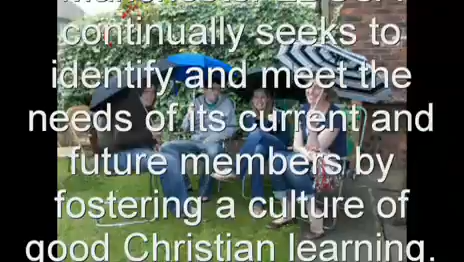 continually seeks to
identify and meet the
needs of its current and
future members by
fostering a culture of
good Christian learning.